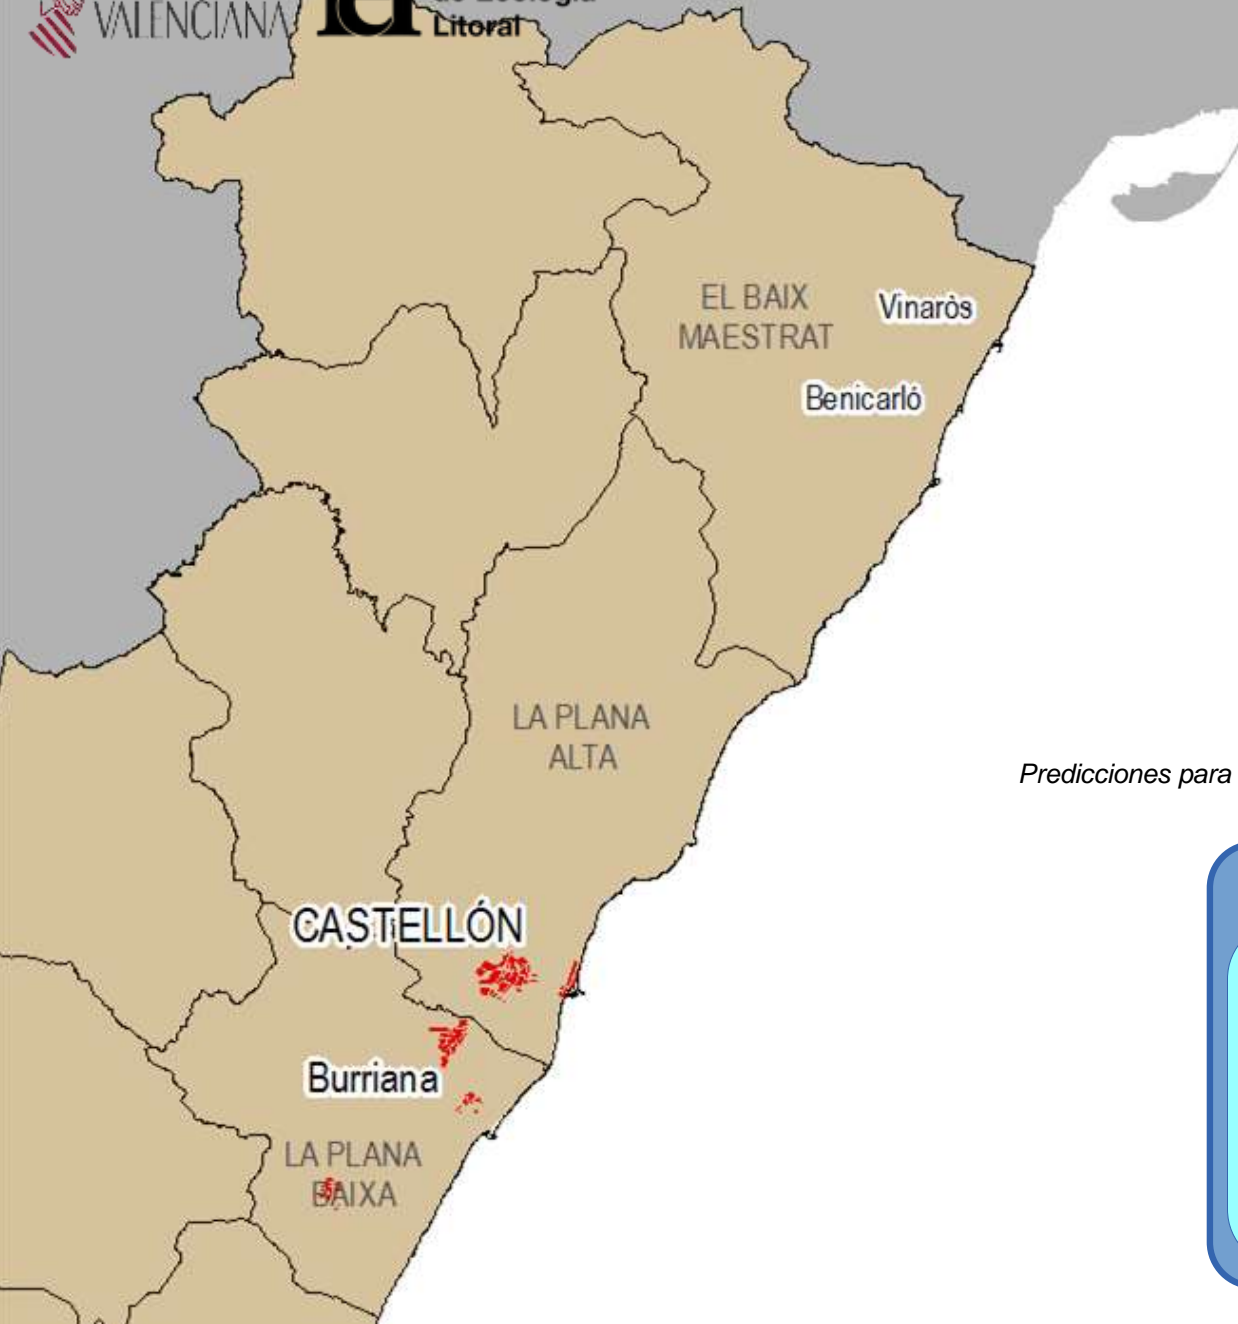 VALENCIANA
Litoral
EL BAIX
MAESTRAT
Vinaròs
Benicarló
LA PLANA
ALTA
Predicciones para
CASTELLÓN
Burriana
LA PLANA
BAIXA